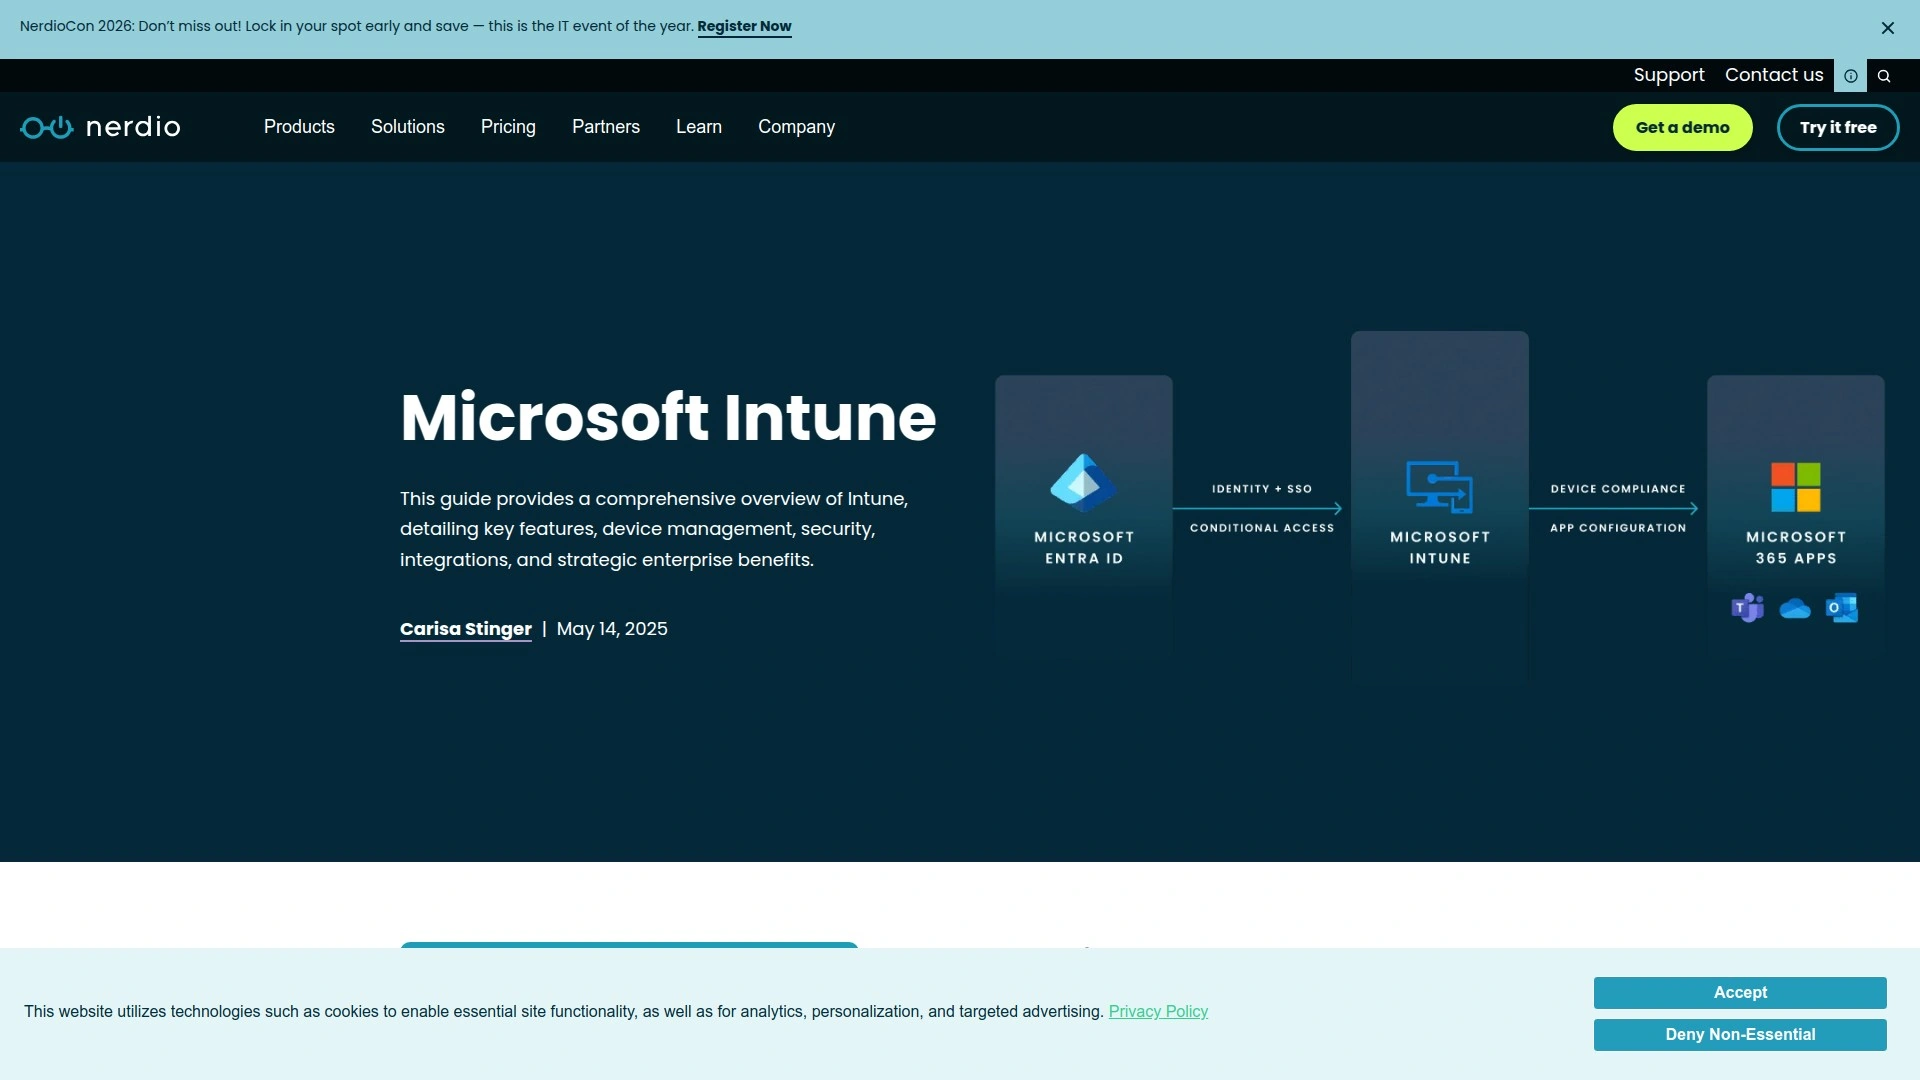 NerdioCon 2026: Don’t miss out! Lock in your spot early and save — this is the IT event of the year. Register Now
Support Contact us
nerdio
Products Solutions Pricing Partners Learn Company
Get a demo Try it free
Microsoft Intune
This guide provides a comprehensive overview of Intune,
detailing key features, device management, security,
integrations, and strategic enterprise benefits.
Carisa Stinger | May 14, 2025
MICROSOFT
ENTRA ID
IDENTITY + SSO
CONDITIONAL ACCESS
MICROSOFT
INTUNE
DEVICE COMPLIANCE
APP CONFIGURATION
MICROSOFT
365 APPS
This website utilizes technologies such as cookies to enable essential site functionality, as well as for analytics, personalization, and targeted advertising. Privacy Policy
Accept
Deny Non-Essential